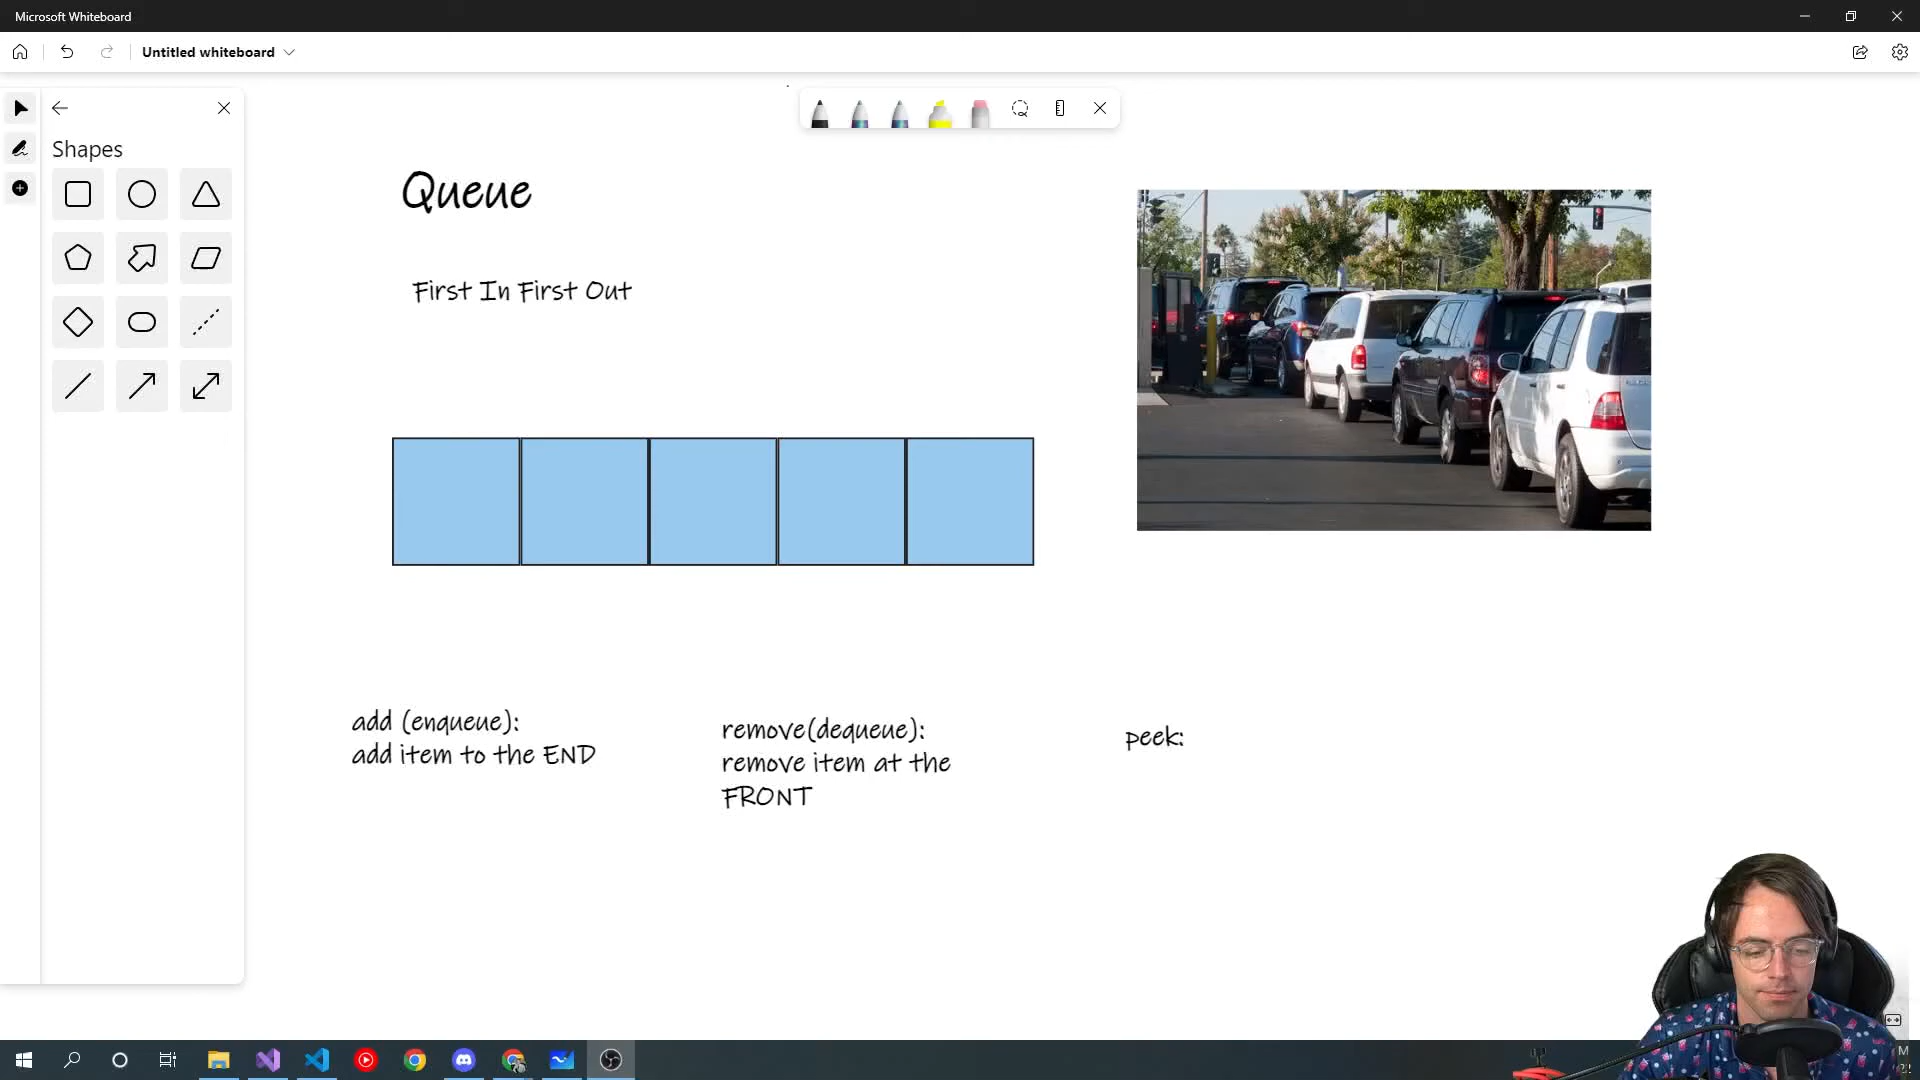 Microsoft Whiteboard
Untitled whiteboard
Shapes
Queue
First In First Out
add (enqueue):
add item to the END
remove(dequeue):
remove item at the
FRONT
peek: